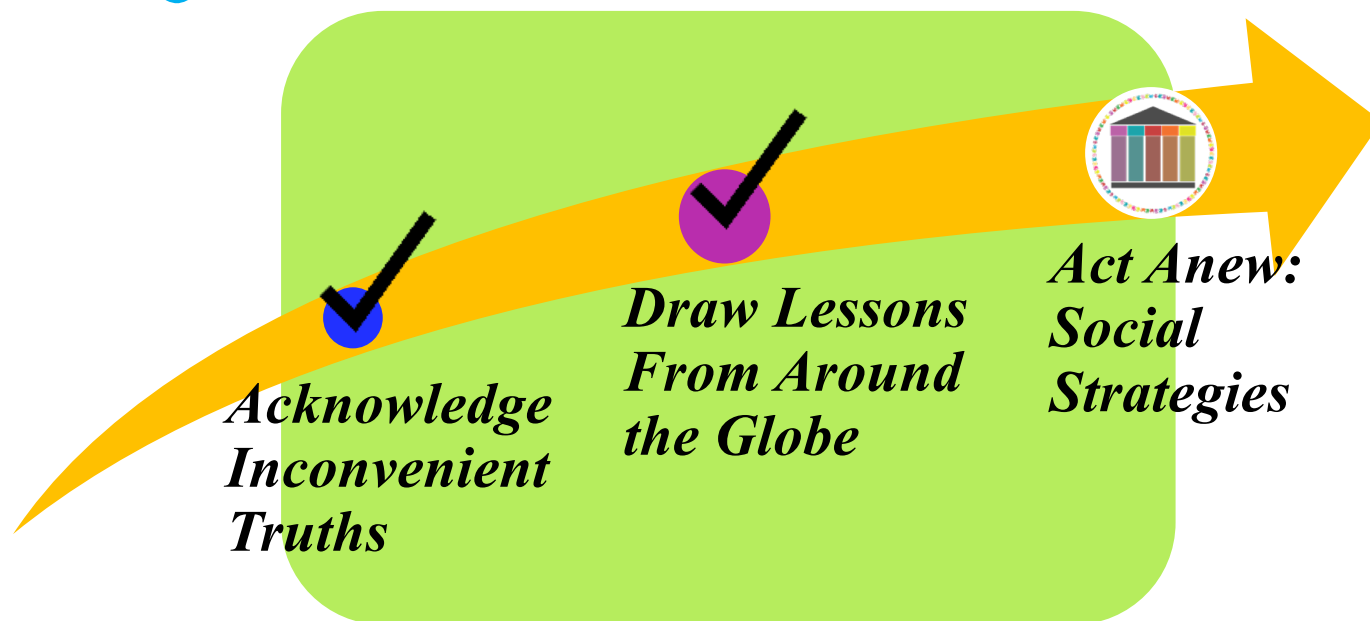 Acknowledge
Inconvenient
Truths
Draw Lessons
From Around
the Globe
Act Anew:
Social
Strategies